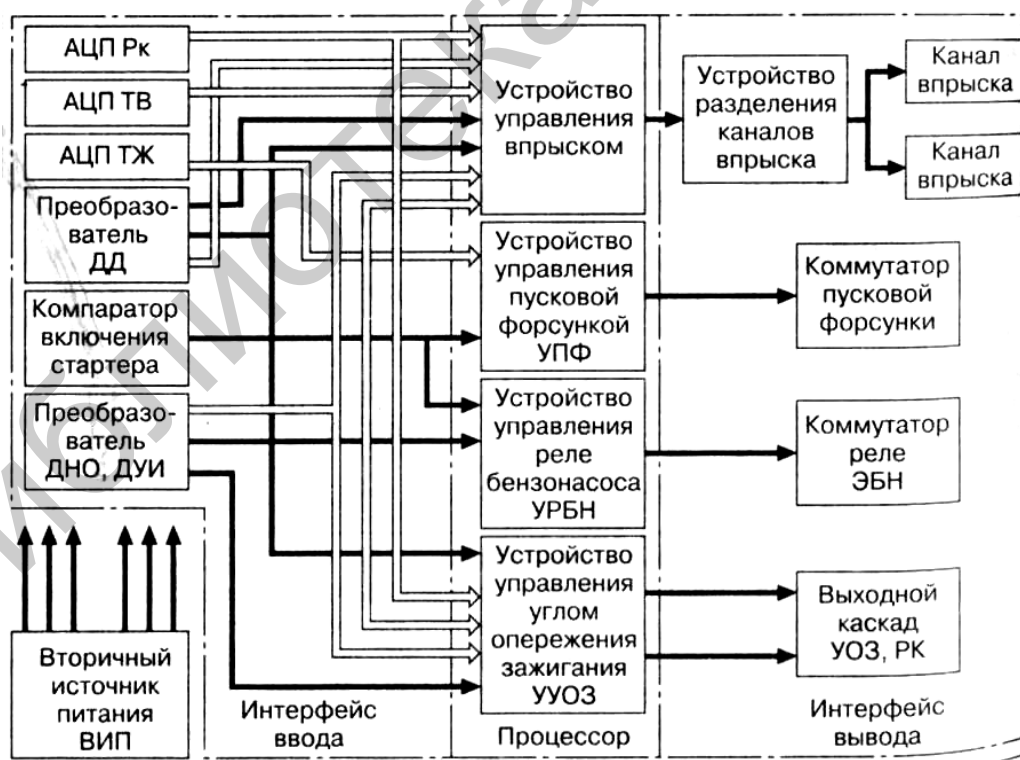 АЦП Рк
АЦП ТВ
АЦП ТЖ
Преобразо-
ватель
ДД
Компаратор
включения
стартера
Преобразо-
ватель
ДНО, ДУИ
Вторичный
источник
питания
ВИП
Интерфейс
ввода
Устройство
управления
впрыском
Устройство
управления
пусковой
форсункой
УПФ
Устройство
управления
реле
бензонасоса
УРБН
Устройство
управления
углом
опережения
зажигания
УУОЗ
Процессор
Устройство
разделения
каналов
впрыска
Канал
впрыска
Канал
впрыска
Коммутатор
пусковой
форсунки
Коммутатор
реле
ЭБН
Выходной
каскад
УОЗ, РК
Интерфейс
вывода